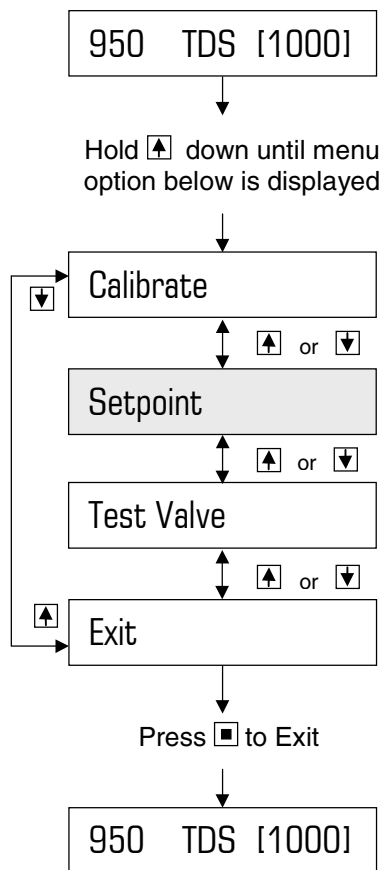 950 TDS [1000]
Hold down until menu
option below is displayed
Calibrate
or
Setpoint
or
Test Valve
or
Exit
Press to Exit
950 TDS [1000]